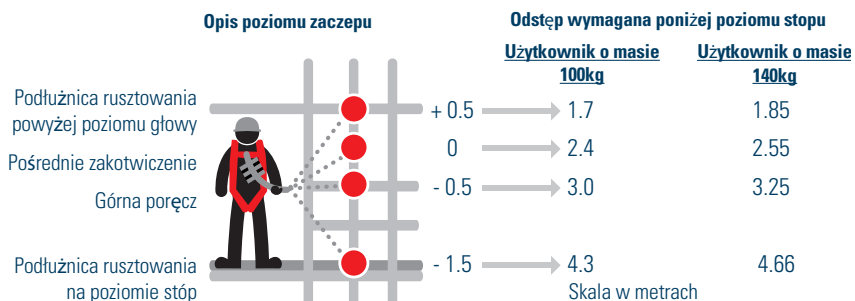 Opis poziomu zaczepu
Odstęp wymagana poniżej poziomu stopu
Użytkownik o masie
100kg
Użytkownik o masie
140kg
Podłużnica rusztowania
powyżej poziomu głowy
+ 0.5
1.7
1.85
Pośrednie zakotwiczenie
0
2.4
2.55
Górna poręcz
- 0.5
3.0
3.25
Podłużnica rusztowania
na poziomie stóp
- 1.5
4.3
4.66
Skala w metrach